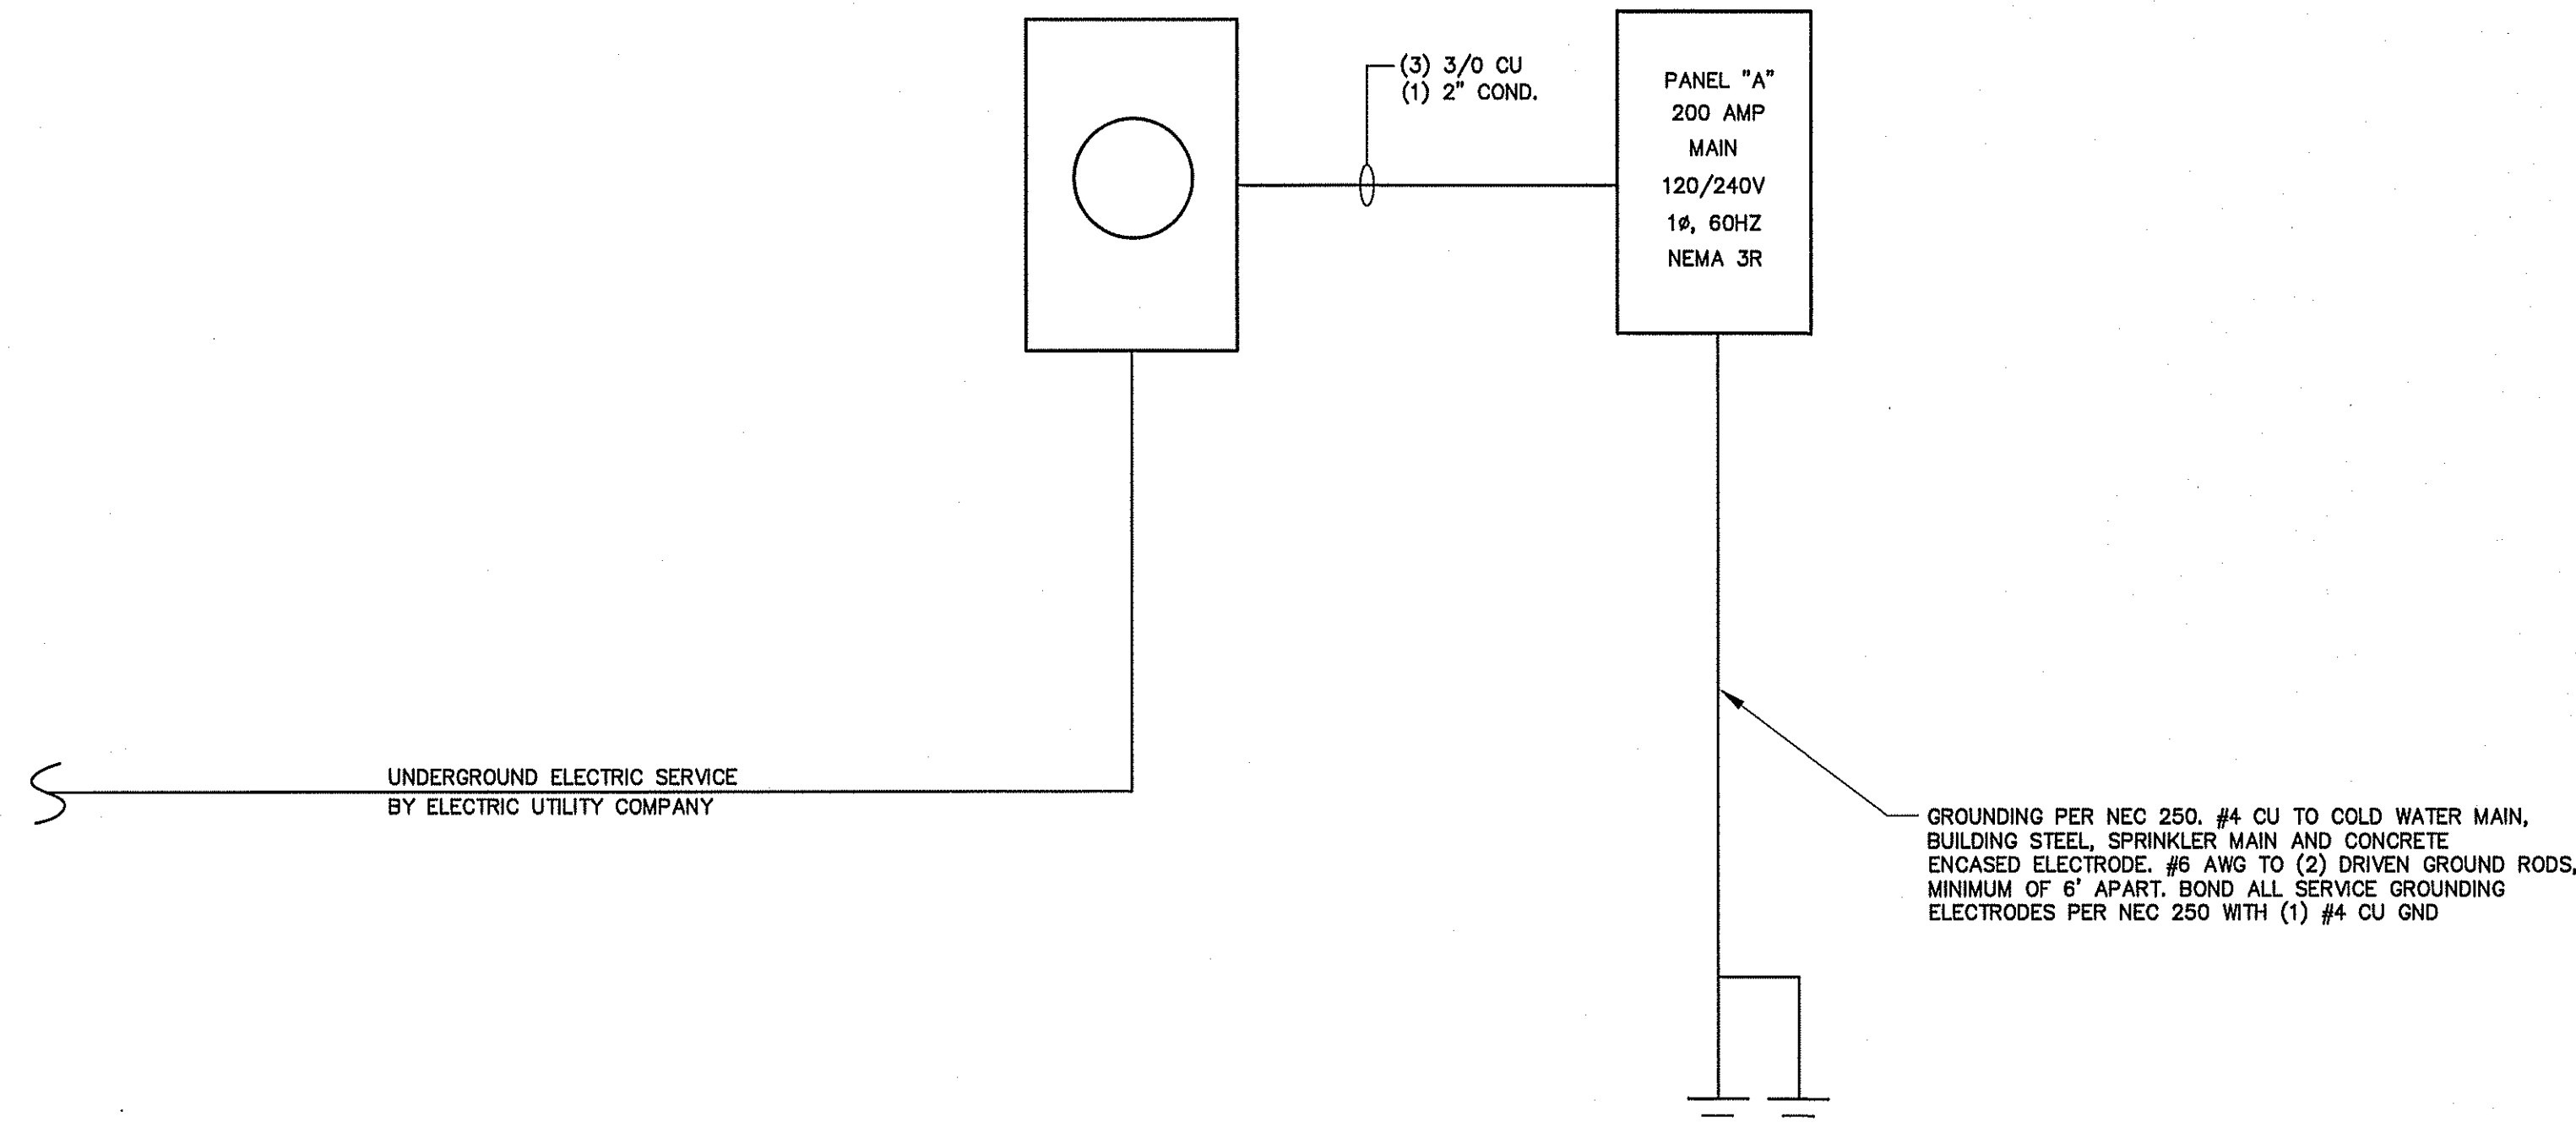 (3) 3/0 CU
(1) 2" COND.
PANEL "A"
200 AMP
MAIN
120/240V
1ø, 60HZ
NEMA 3R
UNDERGROUND ELECTRIC SERVICE
BY ELECTRIC UTILITY COMPANY
GROUNDING PER NEC 250. #4 CU TO COLD WATER MAIN,
BUILDING STEEL, SPRINKLER MAIN AND CONCRETE
ENCASED ELECTRODE. #6 AWG TO (2) DRIVEN GROUND RODS,
MINIMUM OF 6' APART. BOND ALL SERVICE GROUNDING
ELECTRODES PER NEC 250 WITH (1) #4 CU GND